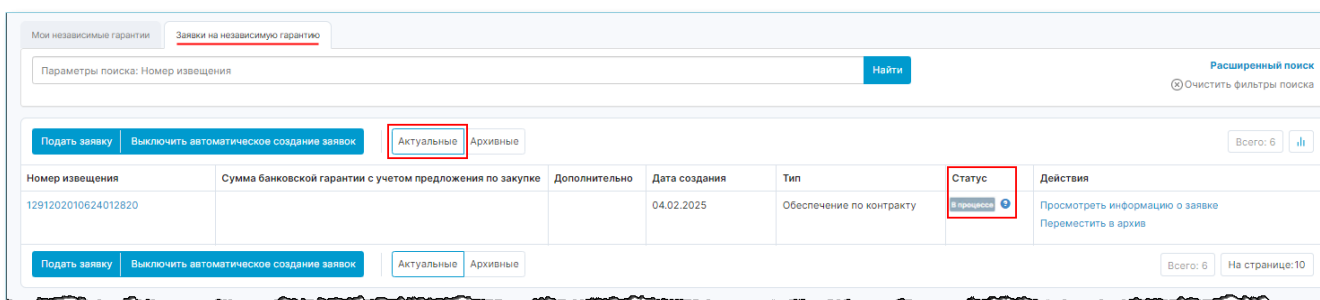 Мои независимые гарантии Заявки на независимую гарантию
Параметры поиска: Номер извещения Найти Расширенный поиск
Очистить фильтры поиска
Подать заявку Выключить автоматическое создание заявок Актуальные Архивные Всего: 6
Номер извещения Сумма банковской гарантии с учетом предложения по закупке Дополнительно Дата создания Тип Статус Действия
1291202010624012820 04.02.2025 Обеспечение по контракту В процессе ? Просмотреть информацию о заявке
Переместить в архив
Подать заявку Выключить автоматическое создание заявок Актуальные Архивные Всего: 6 На странице:10